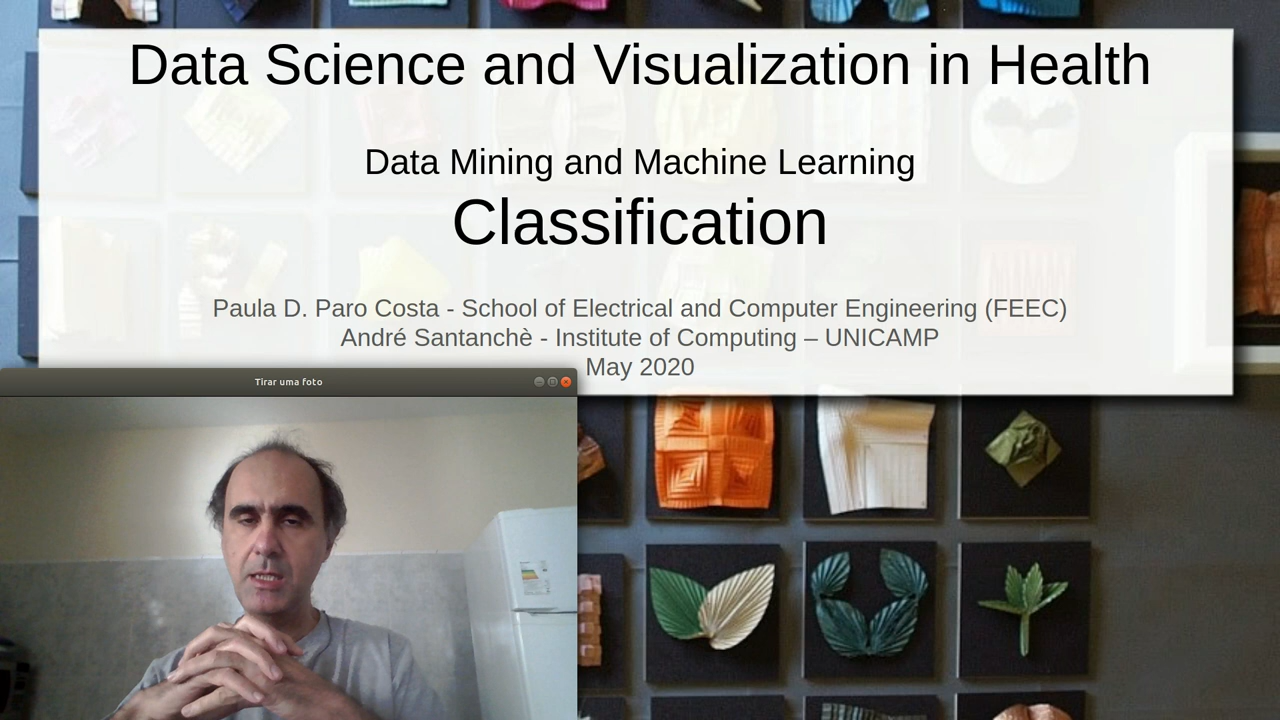 Data Science and Visualization in Health
Data Mining and Machine Learning
Classification
Paula D. Paro Costa - School of Electrical and Computer Engineering (FEEC)
André Santanchè - Institute of Computing – UNICAMP
May 2020
Tirar uma foto